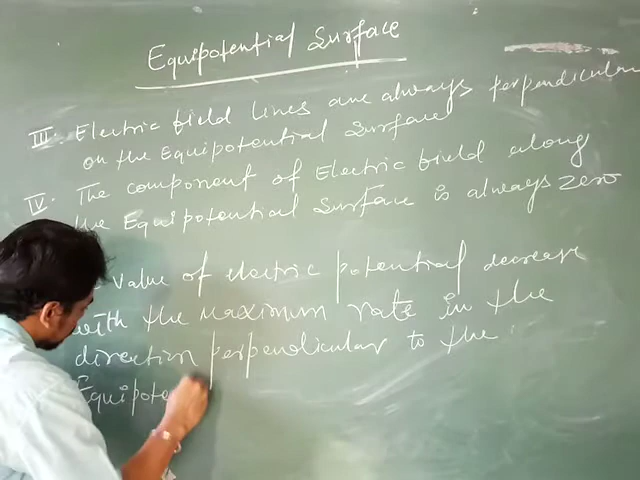 Equipotential Surface
III. Electric field lines are always perpendicular
on the Equipotential Surface
IV. The component of Electric field along
the Equipotential Surface is always zero
Value of electric potential decrease
with the maximum rate in the
direction perpendicular to the
Equipote